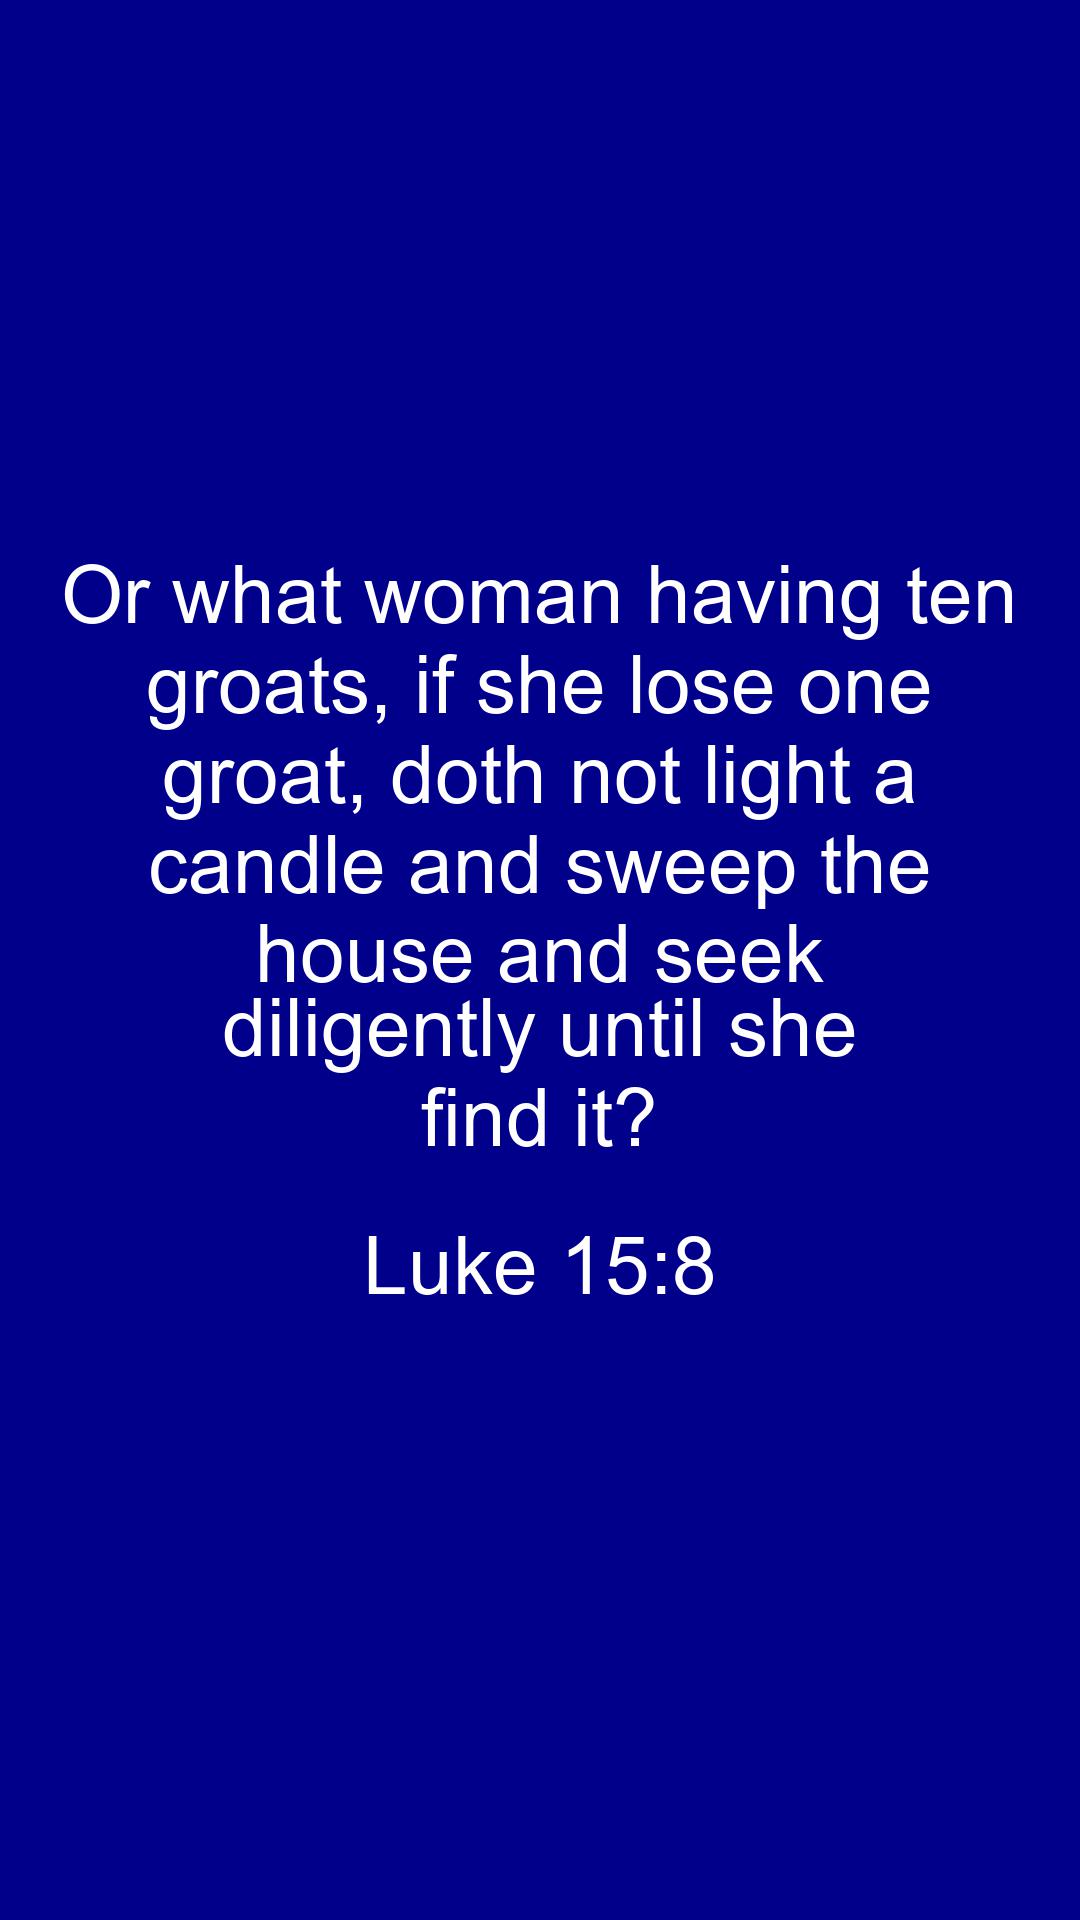 Or what woman having ten
groats, if she lose one
groat, doth not light a
candle and sweep the
house and seek
diligently until she
find it?
Luke 15:8